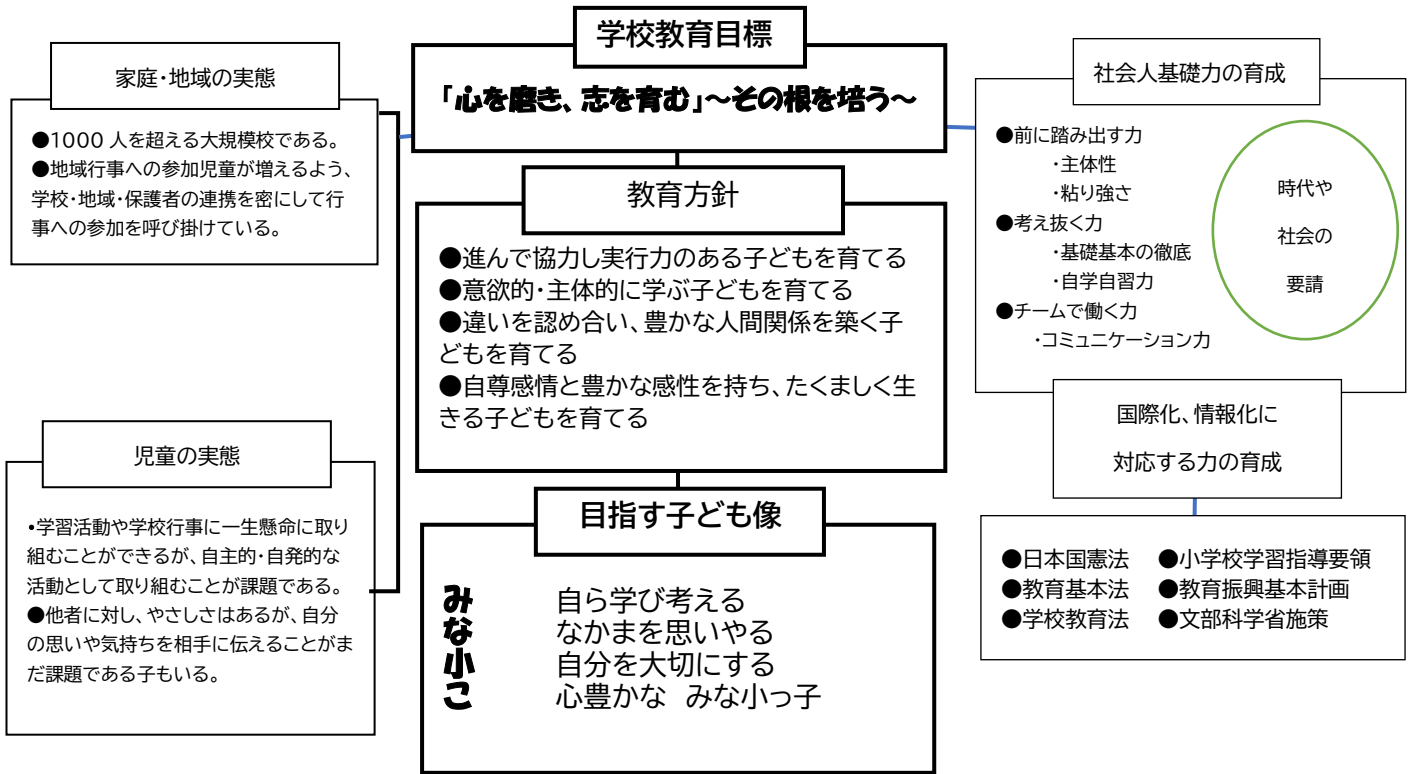 学校教育目標
「心を磨き、志を育む」～その根を培う～
家庭・地域の実態
●1000 人を超える大規模校である。
●地域行事への参加児童が増えるよう、
学校・地域・保護者の連携を密にして行
事への参加を呼び掛けている。
児童の実態
・学習活動や学校行事に一生懸命に取り
組むことができるが、自主的・自発的な
活動として取り組むことが課題である。
●他者に対し、やさしさはあるが、自分
の思いや気持ちを相手に伝えることがま
だ課題である子もいる。
教育方針
●進んで協力し実行力のある子どもを育てる
●意欲的・主体的に学ぶ子どもを育てる
●違いを認め合い、豊かな人間関係を築く子
どもを育てる
●自尊感情と豊かな感性を持ち、たくましく生
きる子どもを育てる
目指す子ども像
み 自ら学び考える
な なかまを思いやる
小 自分を大切にする
こ 心豊かな みな小っ子
社会人基礎力の育成
●前に踏み出す力
・主体性
・粘り強さ
●考え抜く力
・基礎基本の徹底
・自学自習力
●チームで働く力
・コミュニケーション力
時代や
社会の
要請
国際化、情報化に
対応する力の育成
●日本国憲法 ●小学校学習指導要領
●教育基本法 ●教育振興基本計画
●学校教育法 ●文部科学省施策